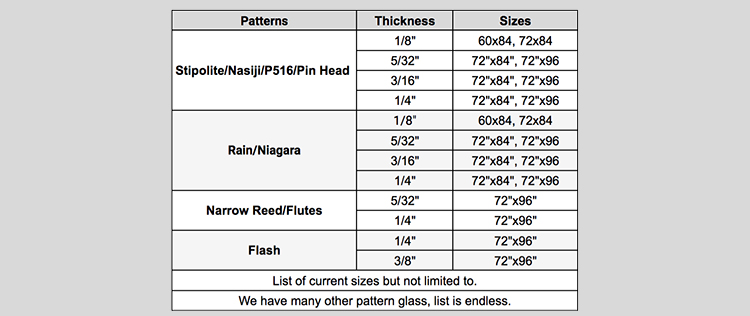 Patterns Thickness Sizes
Stipolite/Nasiji/P516/Pin Head 1/8" 60x84, 72x84
5/32" 72"x84", 72"x96
3/16" 72"x84", 72"x96
1/4" 72"x84", 72"x96
Rain/Niagara 1/8" 60x84, 72x84
5/32" 72"x84", 72"x96
3/16" 72"x84", 72"x96
1/4" 72"x84", 72"x96
Narrow Reed/Flutes 5/32" 72"x96"
1/4" 72"x96"
Flash 1/4" 72"x96"
3/8" 72"x96"
List of current sizes but not limited to.
We have many other pattern glass, list is endless.